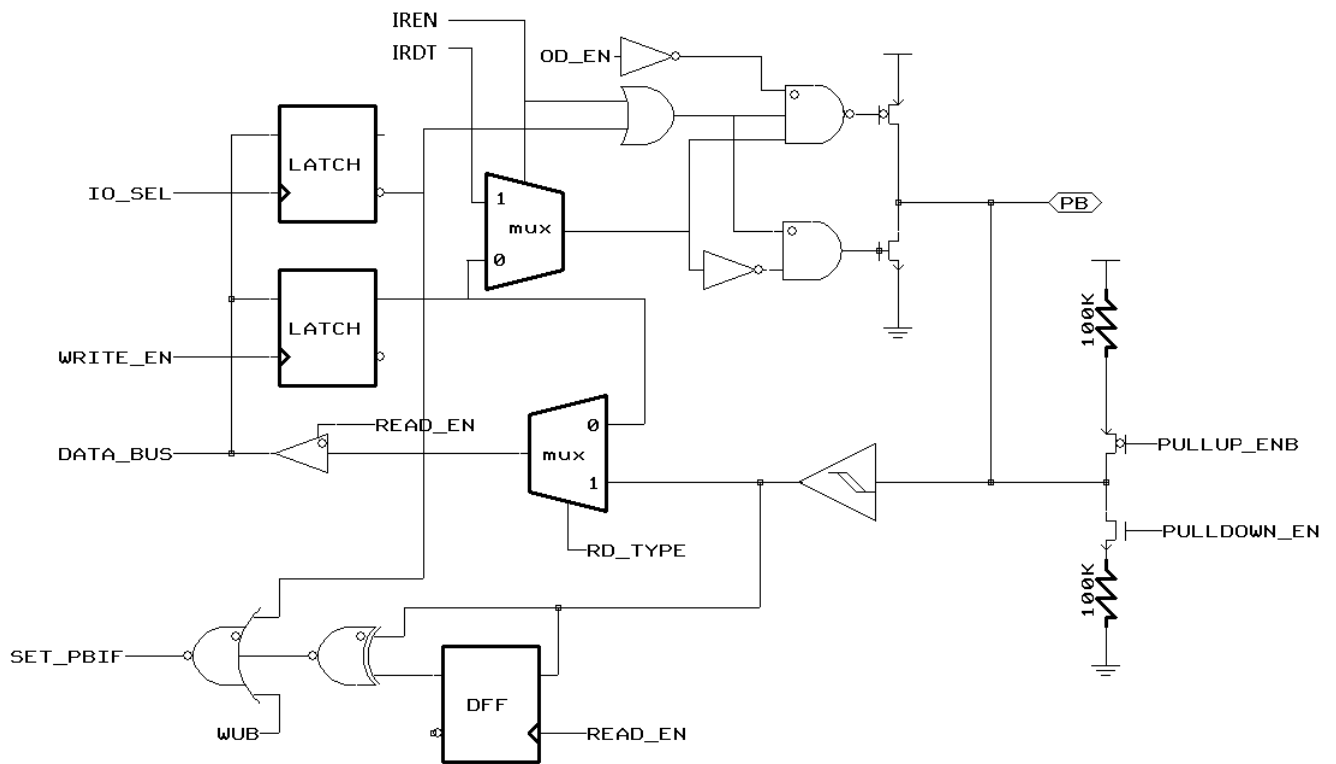 IREN
IRDT
OD_EN
LATCH
IO_SEL
1
mux
0
PB
LATCH
WRITE_EN
100K
READ_EN
0
DATA_BUS
mux
PULLUP_ENB
1
PULLDOWN_EN
RD_TYPE
100K
SET_PBIF
DFF
WUB
READ_EN